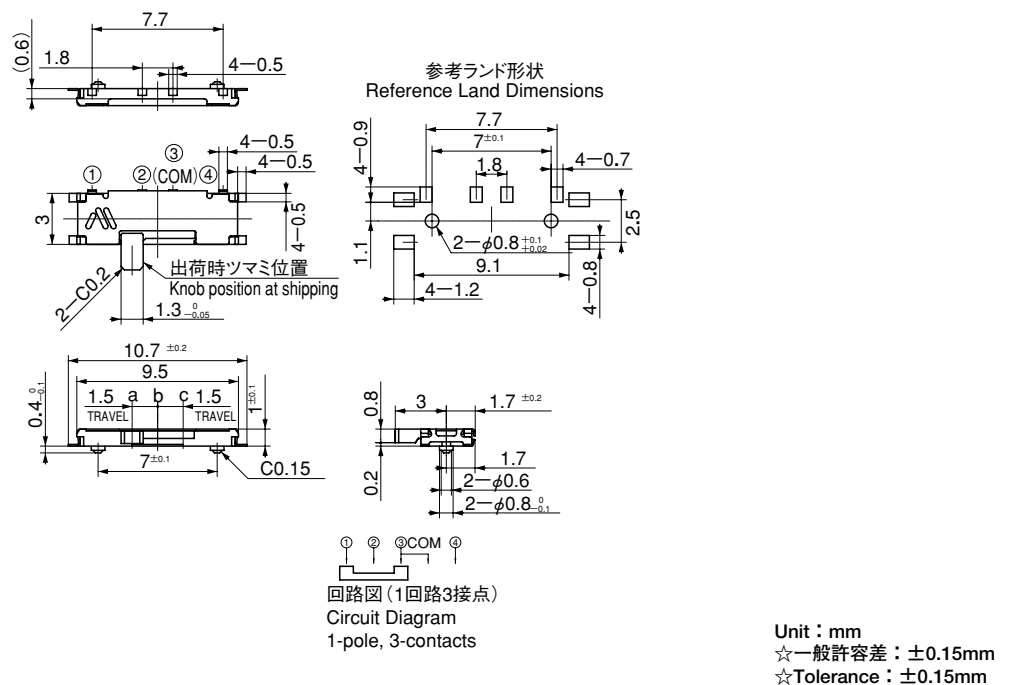 7.7
(0.6)
1.8
4−0.5
参考ランド形状
Reference Land Dimensions
7.7
7±0.1
4−0.9
1.8
4−0.7
2.5
1.1
2−φ0.8 +0.1 +0.02
9.1
4−1.2
4−0.8
③
4−0.5
① ②(COM) ④
4−0.5
3
4−0.5
出荷時ツマミ位置
Knob position at shipping
2−C0.2
1.3 0 −0.05
10.7 ±0.2
9.5
1.5 a b c 1.5
TRAVEL TRAVEL
0.4 0 −0.1
1±0.1
7±0.1
C0.15
0.8
3
1.7 ±0.2
0.2
1.7
2−φ0.6
2−φ0.8 0 −0.1
① ② ③COM ④
回路図(1回路3接点)
Circuit Diagram
1-pole, 3-contacts
Unit:mm
☆一般許容差:±0.15mm
☆Tolerance:±0.15mm